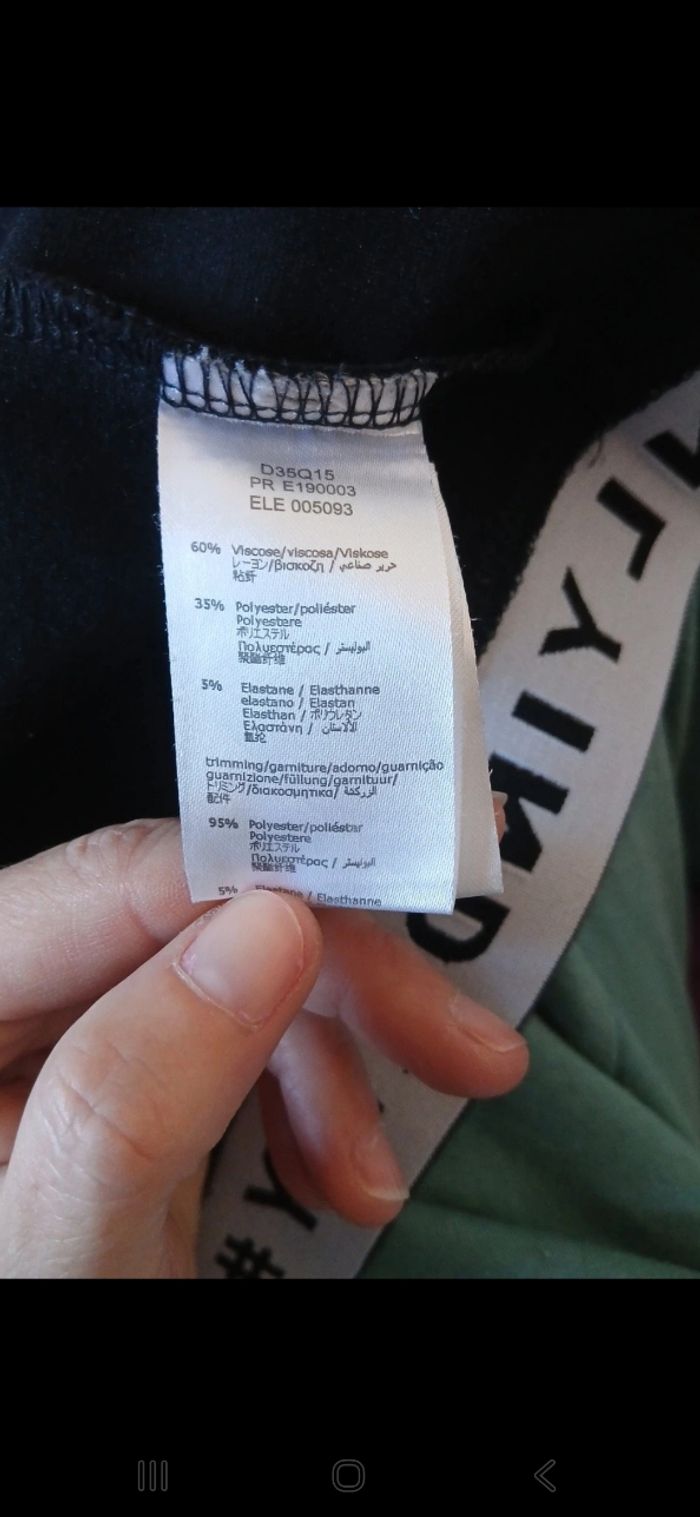 D35Q15
PR E190003
ELE 005093
60% Viscose/viscosa/Viskose
レーヨン/βισκοζη / حرير صناعي
粘纤
35% Polyester/poliéster
Polyestere
ポリエステル
Πολυεστέρας / البوليستر
聚酯纤维
5% Elastane / Elasthanne
elastano / Elastan
Elasthan / ポリウレタン
Ελαστάνη /
氨纶
trimming/garniture/adorno/guarnição
guarnizione/füllung/garnituur/
トリミング/διακοσμητικα/ الزركشة
配件
95% Polyester/poliéster
Polyestere
ポリエステル
Πολυεστέρας / البوليستر
聚酯纤维
5% Elastane / Elasthanne